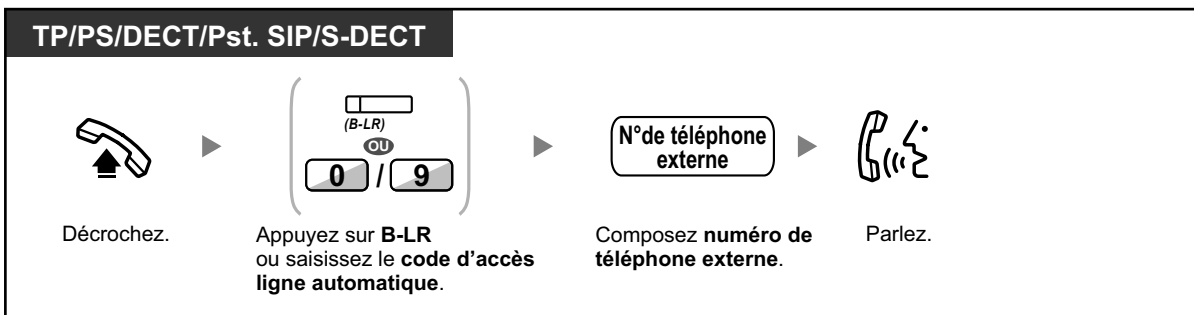 TP/PS/DECT/Pst. SIP/S-DECT
(B-LR)
OU
0 / 9
N°de téléphone
externe
Décrochez.
Appuyez sur B-LR
ou saisissez le code d'accès
ligne automatique.
Composez numéro de
téléphone externe.
Parlez.